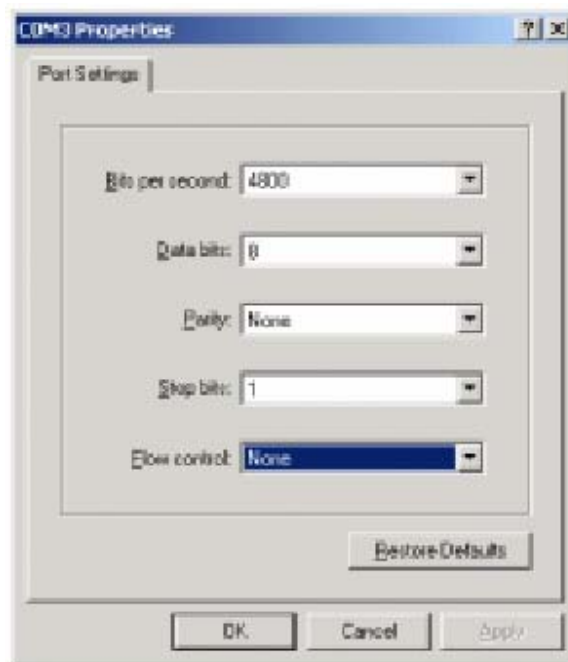 COM3 Properties
Port Settings
Bits per second: 4800
Data bits: 8
Parity: None
Stop bits: 1
Flow control: None
Restore Defaults
OK Cancel Apply